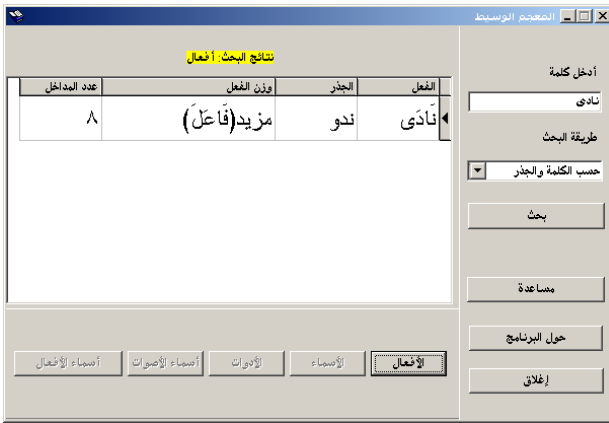 المعجم الوسيط
أدخل كلمة
نادى
طريقة البحث
حسب الكلمة والجذر
بحث
مساعدة
حول البرنامج
إغلاق
نتائج البحث: أفعال
الفعل الجذر وزن الفعل عدد المداخل
نَادَى ندو مزيد(فَاعَلَ) ٨
الأفعال الأسماء الأدوات أسماء الأصوات أسماء الأفعال